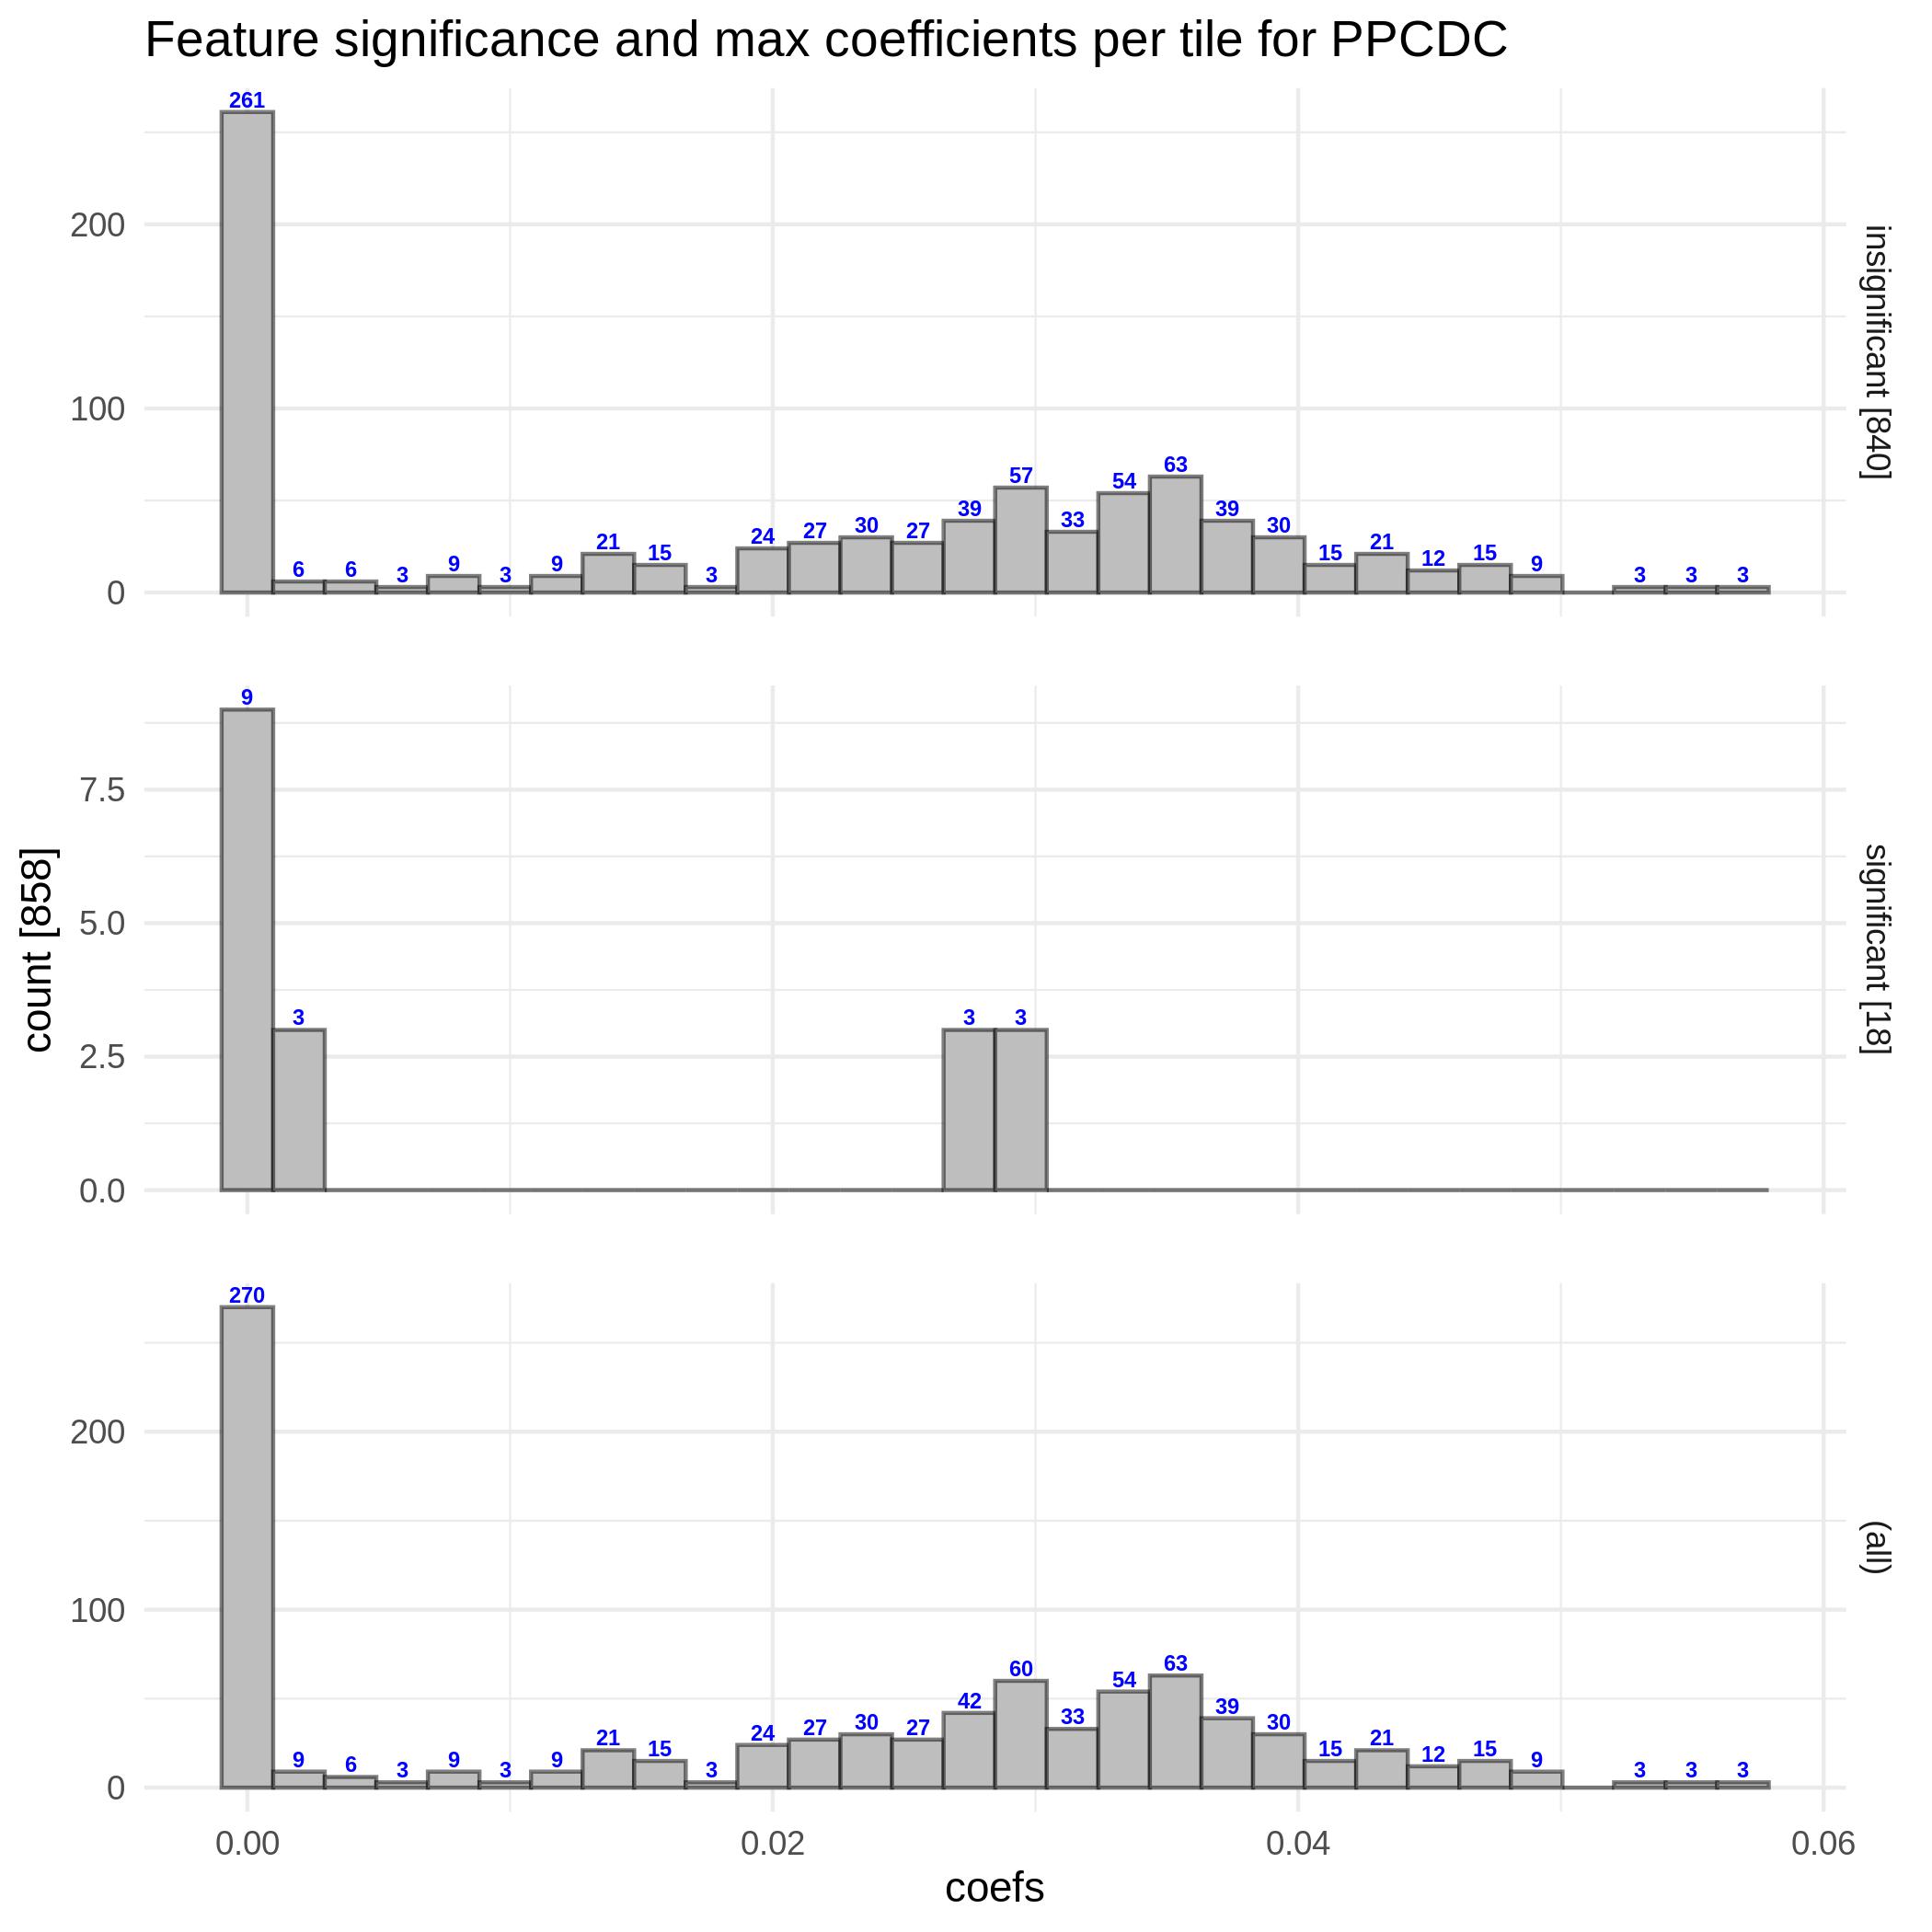 Feature significance and max coefficients per tile for PPCDC
261
6 6 3 9 3 9 21 15 3 24 27 30 27 39 57 33 54 63 39 30 15 21 12 15 9 3 3 3
200
100
0
insignificant [840]
9
3 3 3
7.5
5.0
2.5
0.0
count [858]
significant [18]
270
9 6 3 9 3 9 21 15 3 24 27 30 27 42 60 33 54 63 39 30 15 21 12 15 9 3 3 3
200
100
0
(all)
0.00 0.02 0.04 0.06
coefs